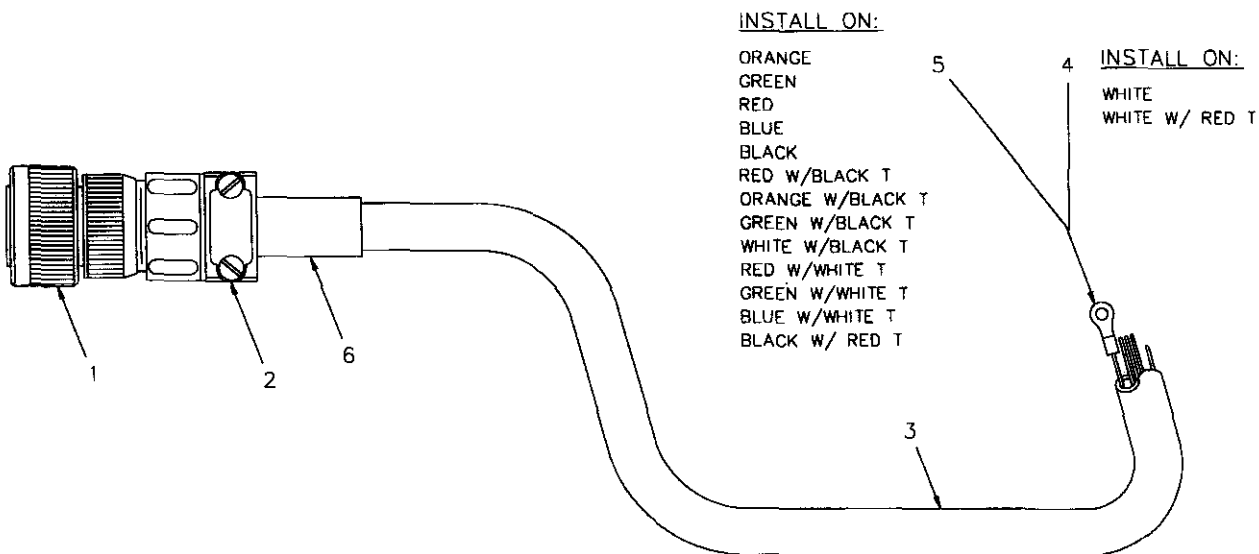 INSTALL ON:
ORANGE
GREEN
RED
BLUE
BLACK
RED W/BLACK T
ORANGE W/BLACK T
GREEN W/BLACK T
WHITE W/BLACK T
RED W/WHITE T
GREEN W/WHITE T
BLUE W/WHITE T
BLACK W/ RED T
5
4
INSTALL ON:
WHITE
WHITE W/ RED T
1
2
6
3